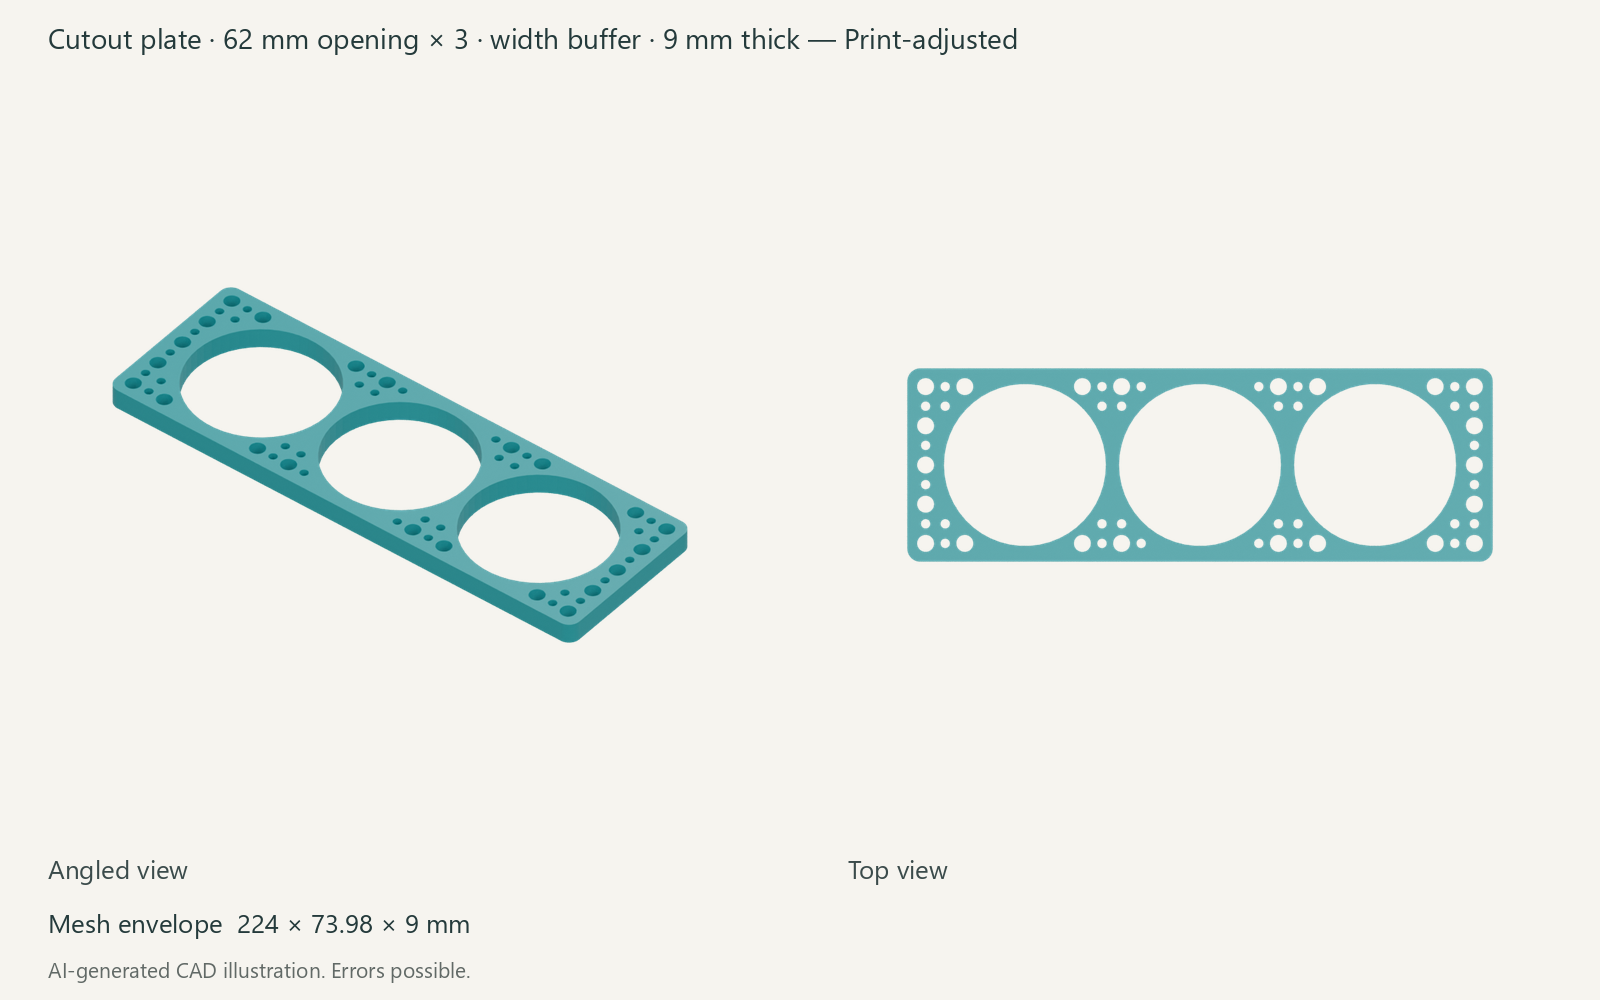 Cutout plate · 62 mm opening × 3 · width buffer · 9 mm thick — Print-adjusted
Angled view
Top view
Mesh envelope 224 × 73.98 × 9 mm
AI-generated CAD illustration. Errors possible.